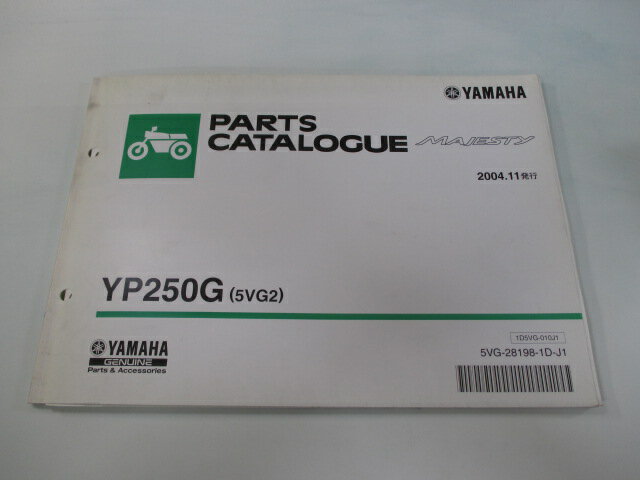 YAMAHA
PARTS
CATALOGUE
MAJESTY
2004.11発行
YP250G (5VG2)
1D5VG-010J1
5VG-28198-1D-J1
YAMAHA
GENUINE
Parts & Accessories